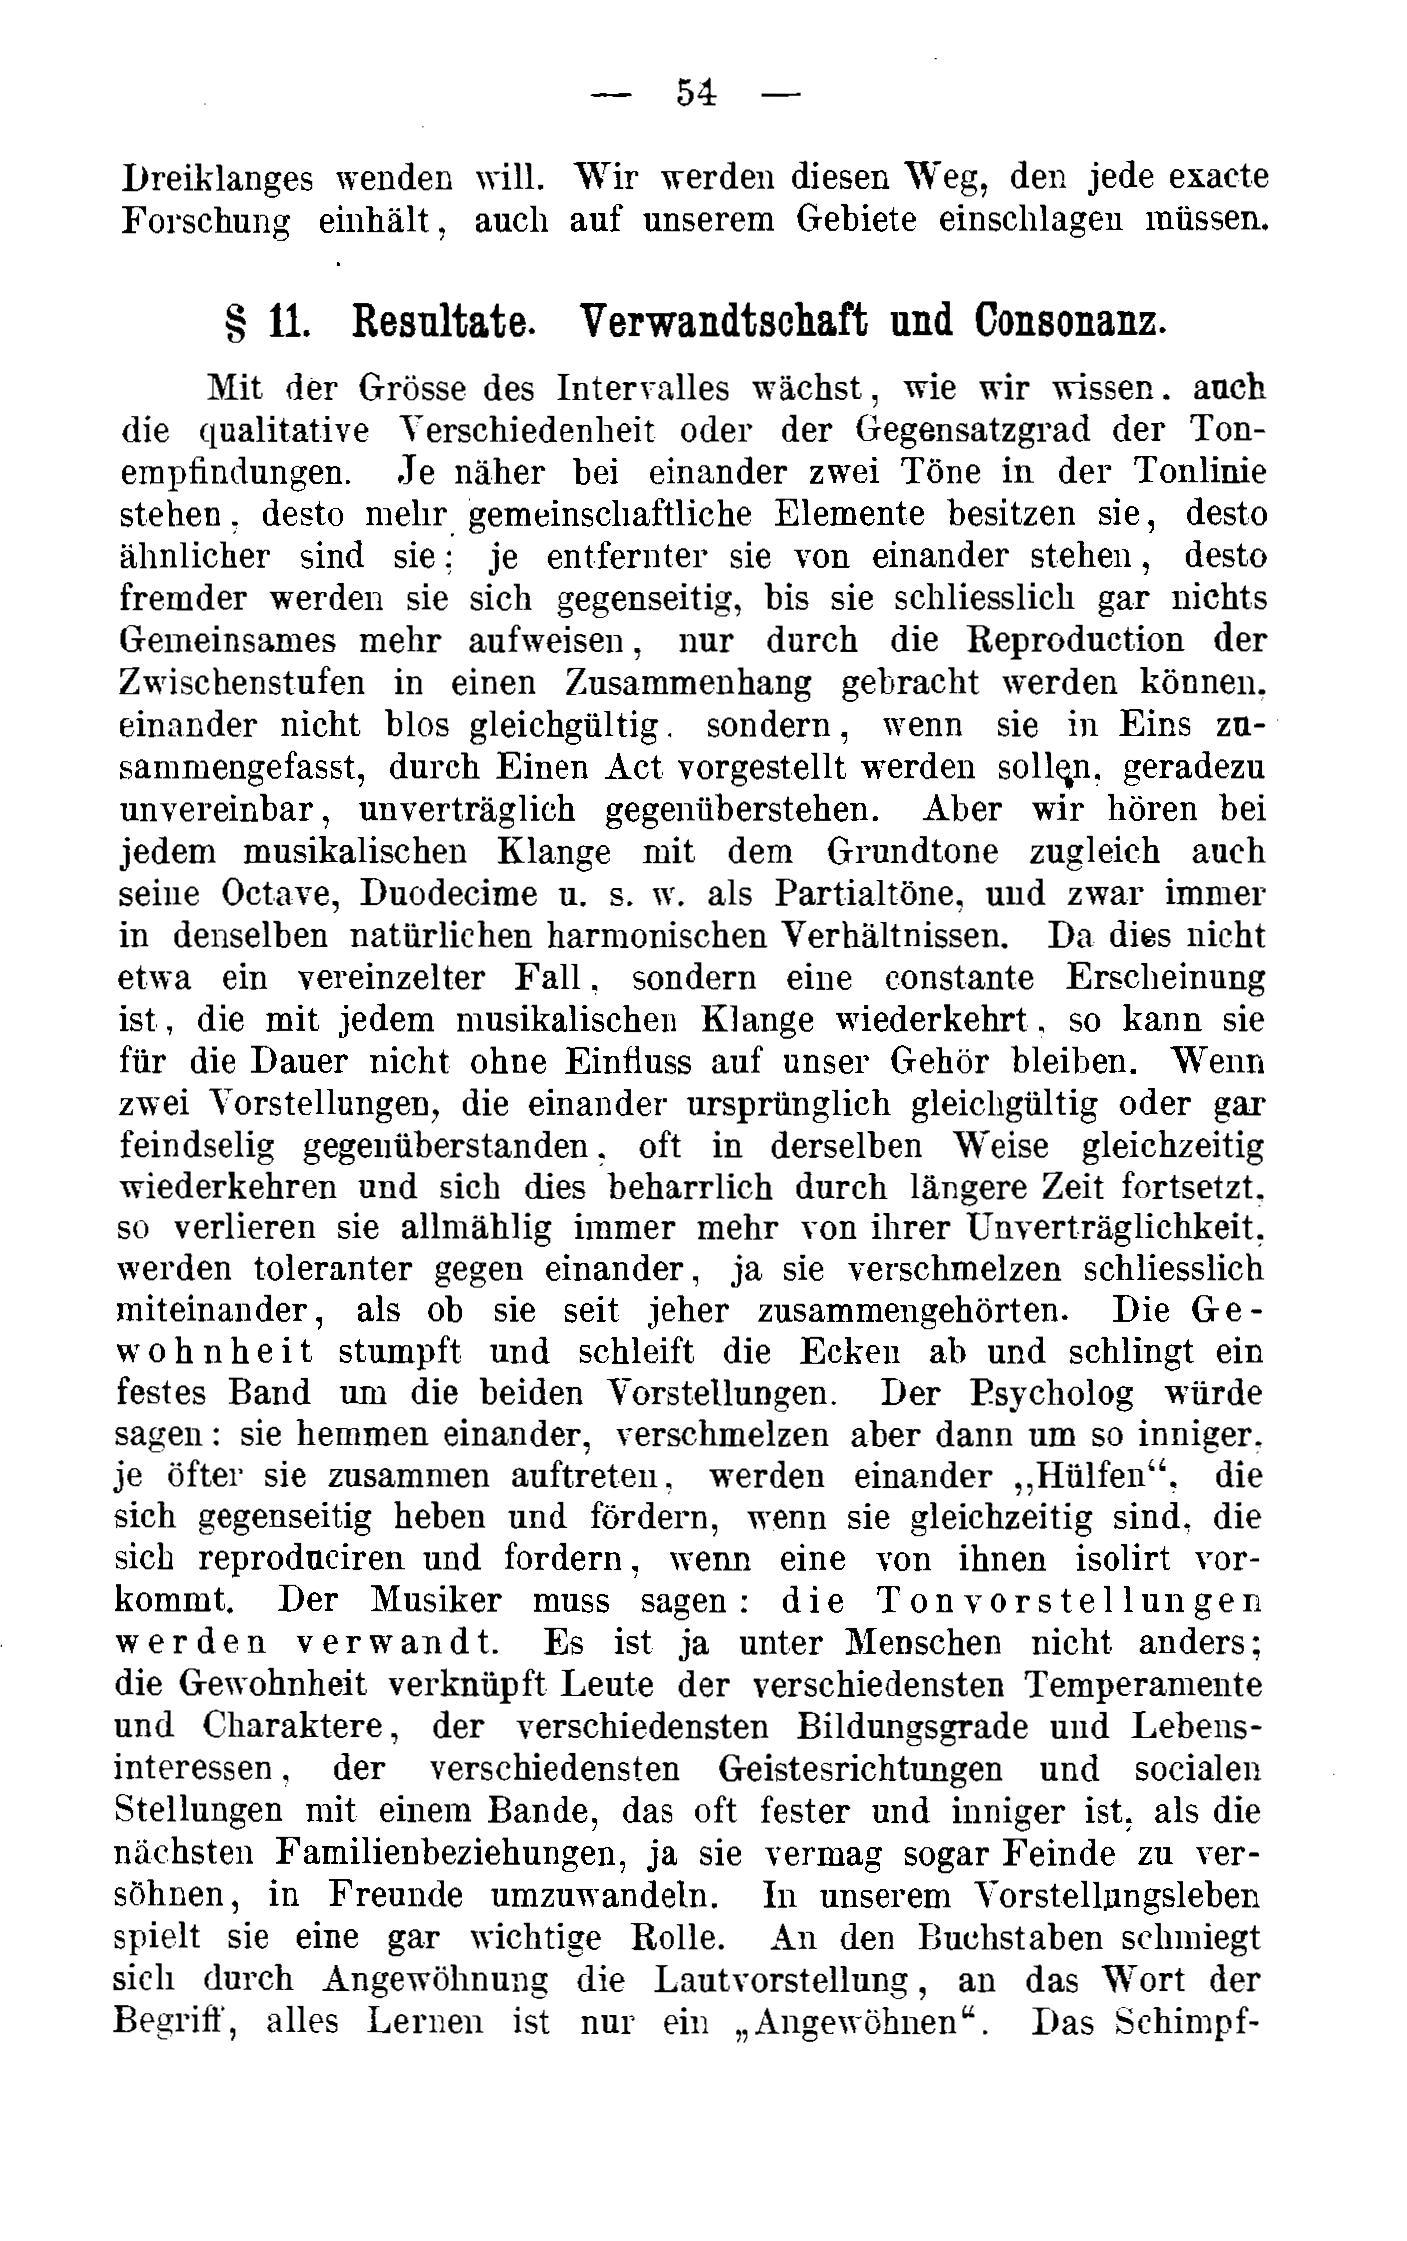 — 54 —
Dreiklanges wenden will. Wir werden diesen Weg, den jede exacte
Forschung einhält, auch auf unserem Gebiete einschlagen müssen.
§ 11. Resultate. Verwandtschaft und Consonanz.
Mit der Grösse des Intervalles wächst, wie wir wissen. auch
die qualitative Verschiedenheit oder der Gegensatzgrad der Ton-
empfindungen. Je näher bei einander zwei Töne in der Tonlinie
stehen, desto mehr gemeinschaftliche Elemente besitzen sie, desto
ähnlicher sind sie; je entfernter sie von einander stehen, desto
fremder werden sie sich gegenseitig, bis sie schliesslich gar nichts
Gemeinsames mehr aufweisen, nur durch die Reproduction der
Zwischenstufen in einen Zusammenhang gebracht werden können,
einander nicht blos gleichgültig. sondern, wenn sie in Eins zu-
sammengefasst, durch Einen Act vorgestellt werden sollen, geradezu
unvereinbar, unverträglich gegenüberstehen. Aber wir hören bei
jedem musikalischen Klange mit dem Grundtone zugleich auch
seine Octave, Duodecime u. s. w. als Partialtöne, und zwar immer
in denselben natürlichen harmonischen Verhältnissen. Da dies nicht
etwa ein vereinzelter Fall, sondern eine constante Erscheinung
ist, die mit jedem musikalischen Klange wiederkehrt, so kann sie
für die Dauer nicht ohne Einfluss auf unser Gehör bleiben. Wenn
zwei Vorstellungen, die einander ursprünglich gleichgültig oder gar
feindselig gegenüberstanden, oft in derselben Weise gleichzeitig
wiederkehren und sich dies beharrlich durch längere Zeit fortsetzt,
so verlieren sie allmählig immer mehr von ihrer Unverträglichkeit,
werden toleranter gegen einander, ja sie verschmelzen schliesslich
miteinander, als ob sie seit jeher zusammengehörten. Die Ge-
wohnheit stumpft und schleift die Ecken ab und schlingt ein
festes Band um die beiden Vorstellungen. Der Psycholog würde
sagen: sie hemmen einander, verschmelzen aber dann um so inniger,
je öfter sie zusammen auftreten, werden einander „Hülfen“, die
sich gegenseitig heben und fördern, wenn sie gleichzeitig sind, die
sich reproduciren und fordern, wenn eine von ihnen isolirt vor-
kommt. Der Musiker muss sagen: die Tonvorstellungen
werden verwandt. Es ist ja unter Menschen nicht anders;
die Gewohnheit verknüpft Leute der verschiedensten Temperamente
und Charaktere, der verschiedensten Bildungsgrade und Lebens-
interessen, der verschiedensten Geistesrichtungen und socialen
Stellungen mit einem Bande, das oft fester und inniger ist, als die
nächsten Familienbeziehungen, ja sie vermag sogar Feinde zu ver-
söhnen, in Freunde umzuwandeln. In unserem Vorstellungsleben
spielt sie eine gar wichtige Rolle. An den Buchstaben schmiegt
sich durch Angewöhnung die Lautvorstellung, an das Wort der
Begriff, alles Lernen ist nur ein „Angewöhnen“. Das Schimpf-